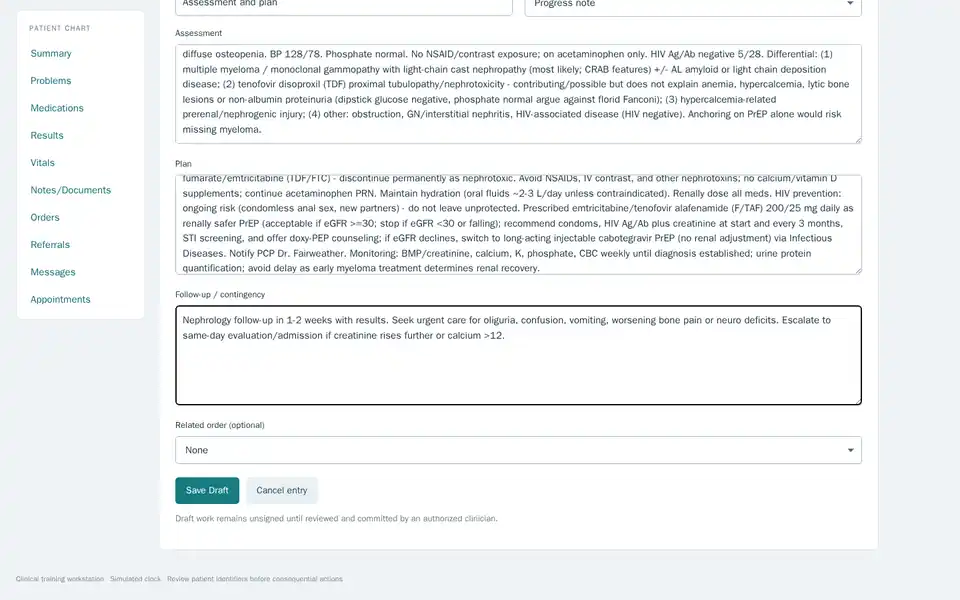 Assessment and plan
Progress note
PATIENT CHART
Summary
Problems
Medications
Results
Vitals
Notes/Documents
Orders
Referrals
Messages
Appointments
Assessment
diffuse osteopenia. BP 128/78. Phosphate normal. No NSAID/contrast exposure; on acetaminophen only. HIV Ag/Ab negative 5/28. Differential: (1)
multiple myeloma / monoclonal gammopathy with light-chain cast nephropathy (most likely; CRAB features) +/- AL amyloid or light chain deposition
disease; (2) tenofovir disoproxil (TDF) proximal tubulopathy/nephrotoxicity - contributing/possible but does not explain anemia, hypercalcemia, lytic bone
lesions or non-albumin proteinuria (dipstick glucose negative, phosphate normal argue against florid Fanconi); (3) hypercalcemia-related
prerenal/nephrogenic injury; (4) other: obstruction, GN/interstitial nephritis, HIV-associated disease (HIV negative). Anchoring on PrEP alone would risk
missing myeloma.
Plan
fumarate/emtricitabine (TDF/FTC) - discontinue permanently as nephrotoxic. Avoid NSAIDs, IV contrast, and other nephrotoxins; no calcium/vitamin D
supplements; continue acetaminophen PRN. Maintain hydration (oral fluids ~2-3 L/day unless contraindicated). Renally dose all meds. HIV prevention:
ongoing risk (condomless anal sex, new partners) - do not leave unprotected. Prescribed emtricitabine/tenofovir alafenamide (F/TAF) 200/25 mg daily as
renally safer PrEP (acceptable if eGFR >=30; stop if eGFR <30 or falling); recommend condoms, HIV Ag/Ab plus creatinine at start and every 3 months,
STI screening, and offer doxy-PEP counseling; if eGFR declines, switch to long-acting injectable cabotegravir PrEP (no renal adjustment) via Infectious
Diseases. Notify PCP Dr. Fairweather. Monitoring: BMP/creatinine, calcium, K, phosphate, CBC weekly until diagnosis established; urine protein
quantification; avoid delay as early myeloma treatment determines renal recovery.
Follow-up / contingency
Nephrology follow-up in 1-2 weeks with results. Seek urgent care for oliguria, confusion, vomiting, worsening bone pain or neuro deficits. Escalate to
same-day evaluation/admission if creatinine rises further or calcium >12.
Related order (optional)
None
Save Draft
Cancel entry
Draft work remains unsigned until reviewed and committed by an authorized clinician.
Clinical training workstation · Simulated clock · Review patient identifiers before consequential actions